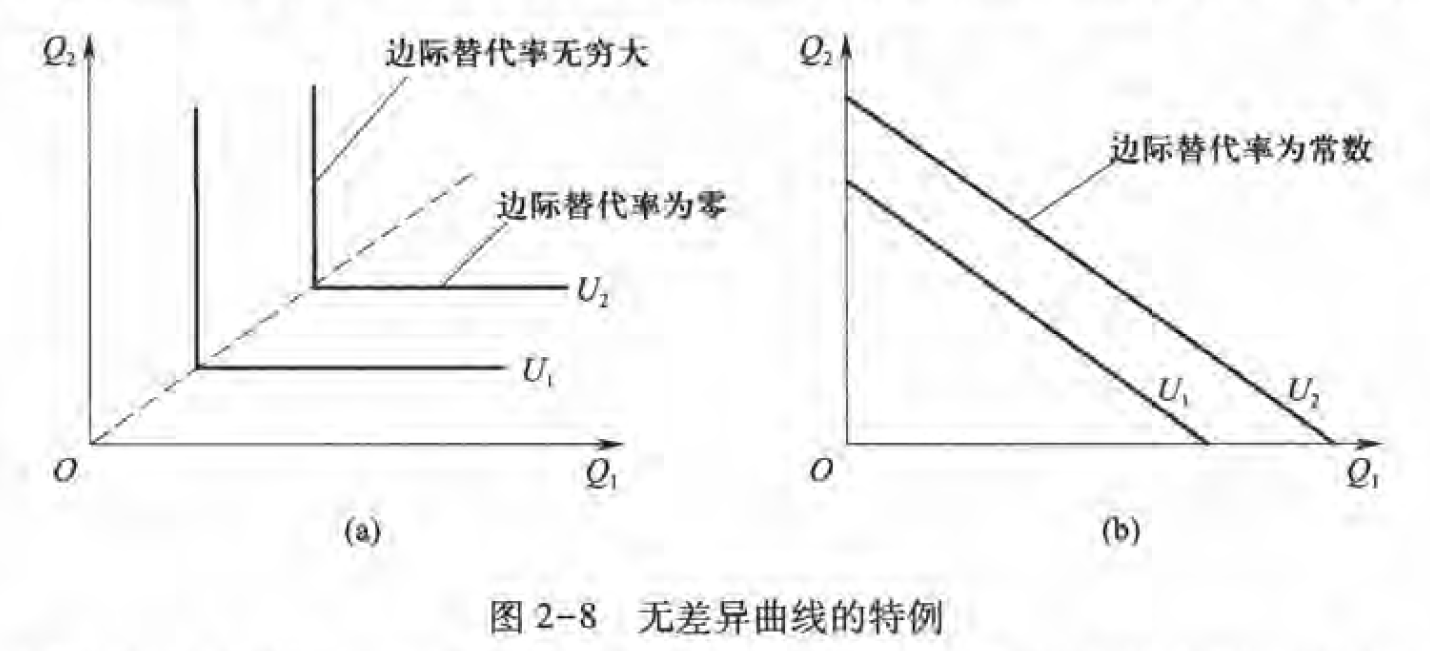 Q₂
边际替代率无穷大
边际替代率为零
U₂
U₁
O
Q₁
(a)
Q₂
边际替代率为常数
U₁
U₂
O
Q₁
(b)
图 2-8 无差异曲线的特例